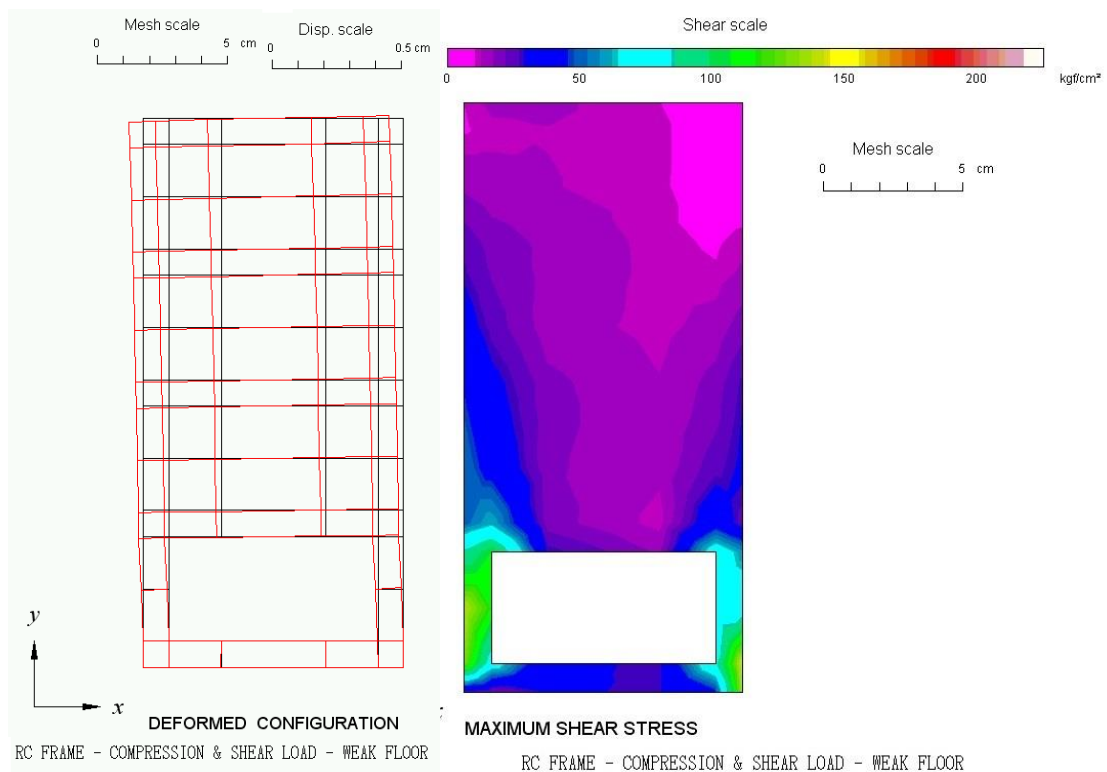 Mesh scale
0 5 cm
Disp. scale
0 0.5 cm
y
x
DEFORMED CONFIGURATION
RC FRAME - COMPRESSION & SHEAR LOAD - WEAK FLOOR
Shear scale
0 50 100 150 200 kgf/cm²
Mesh scale
0 5 cm
MAXIMUM SHEAR STRESS
RC FRAME - COMPRESSION & SHEAR LOAD - WEAK FLOOR